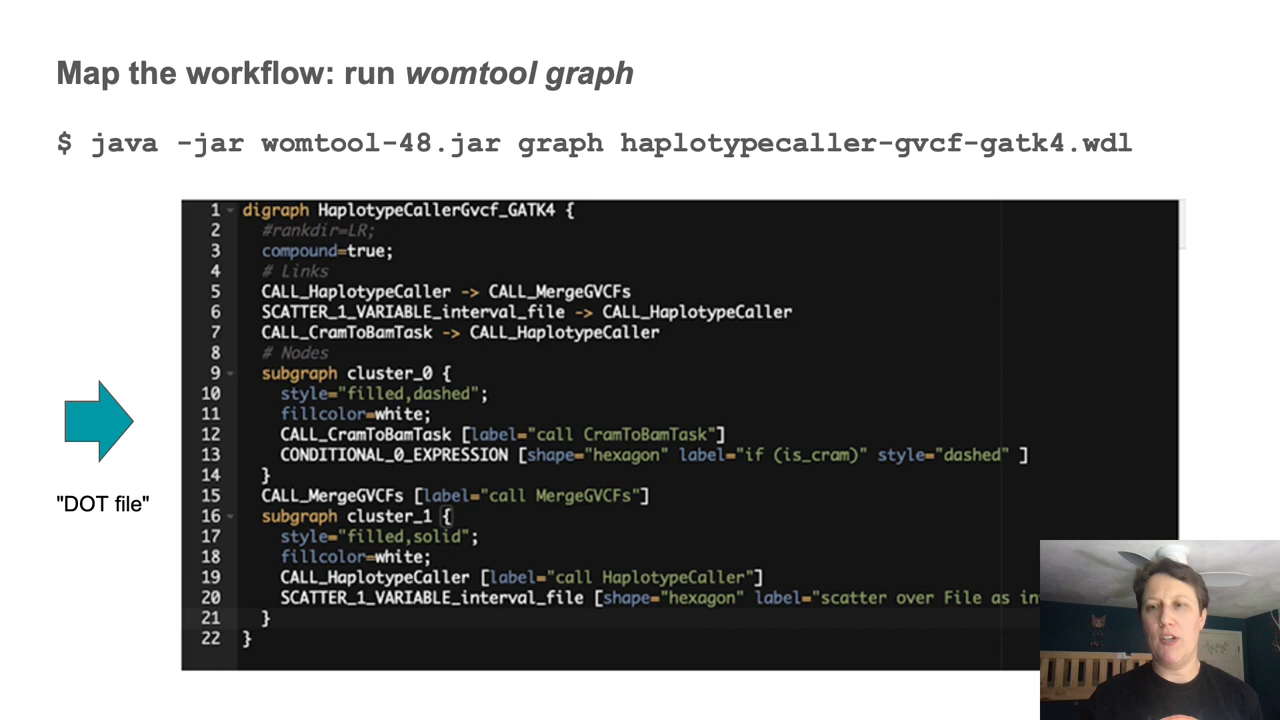 Map the workflow: run womtool graph
$ java -jar womtool-48.jar graph haplotypecaller-gvcf-gatk4.wdl
1 digraph HaplotypeCallerGvcf_GATK4 {
2 #rankdir=LR;
3 compound=true;
4 # Links
5 CALL_HaplotypeCaller -> CALL_MergeGVCFs
6 SCATTER_1_VARIABLE_interval_file -> CALL_HaplotypeCaller
7 CALL_CramToBamTask -> CALL_HaplotypeCaller
8 # Nodes
9 subgraph cluster_0 {
10 style="filled,dashed";
11 fillcolor=white;
12 CALL_CramToBamTask [label="call CramToBamTask"]
13 CONDITIONAL_0_EXPRESSION [shape="hexagon" label="if (is_cram)" style="dashed" ]
14 }
15 CALL_MergeGVCFs [label="call MergeGVCFs"]
16 subgraph cluster_1 {
17 style="filled,solid";
18 fillcolor=white;
19 CALL_HaplotypeCaller [label="call HaplotypeCaller"]
20 SCATTER_1_VARIABLE_interval_file [shape="hexagon" label="scatter over File as in
21 }
22 }
"DOT file"